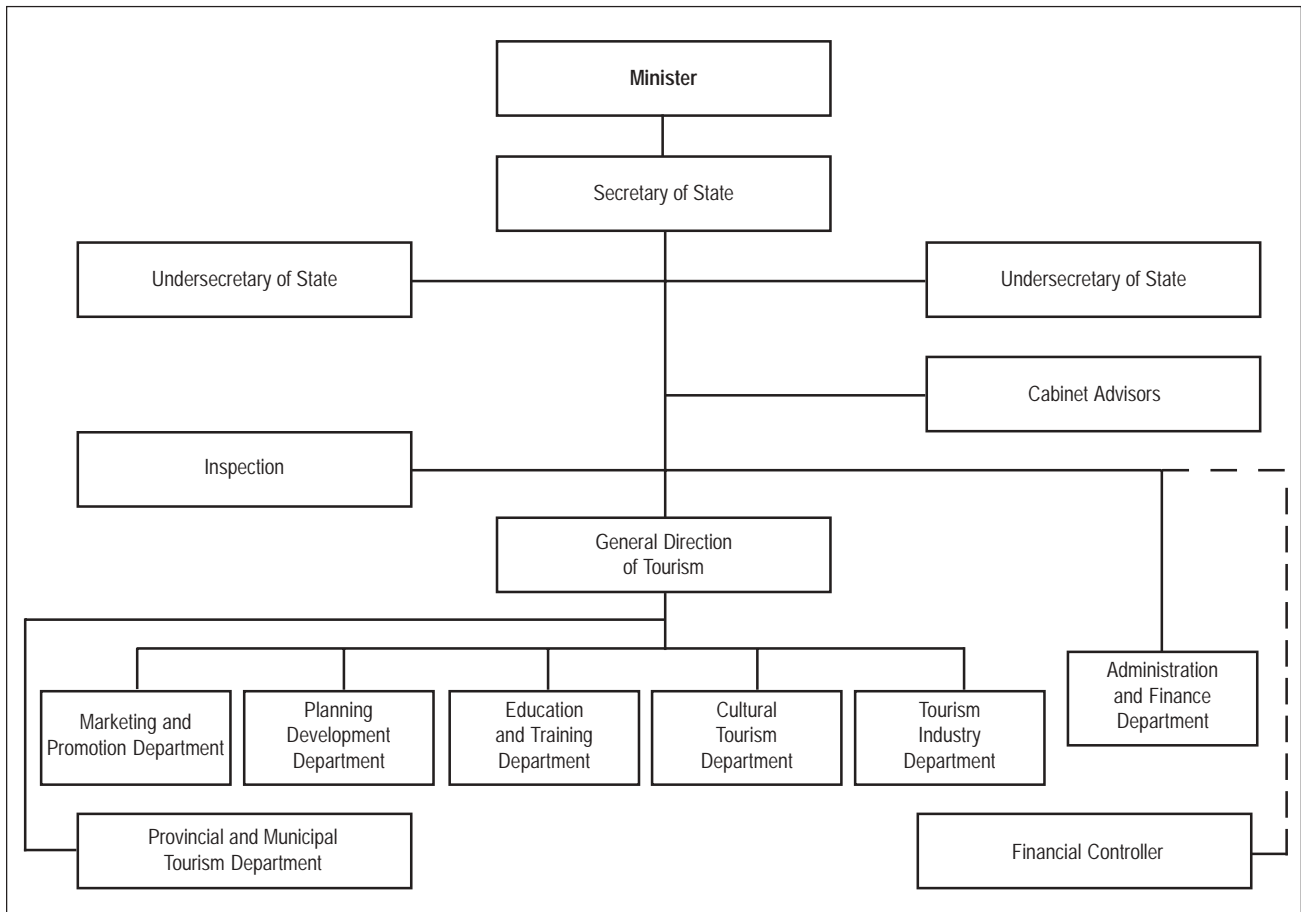 Minister
Secretary of State
Undersecretary of State
Undersecretary of State
Cabinet Advisors
Inspection
General Direction
of Tourism
Marketing and
Promotion Department
Planning
Development
Department
Education
and Training
Department
Cultural
Tourism
Department
Tourism
Industry
Department
Administration
and Finance
Department
Provincial and Municipal
Tourism Department
Financial Controller